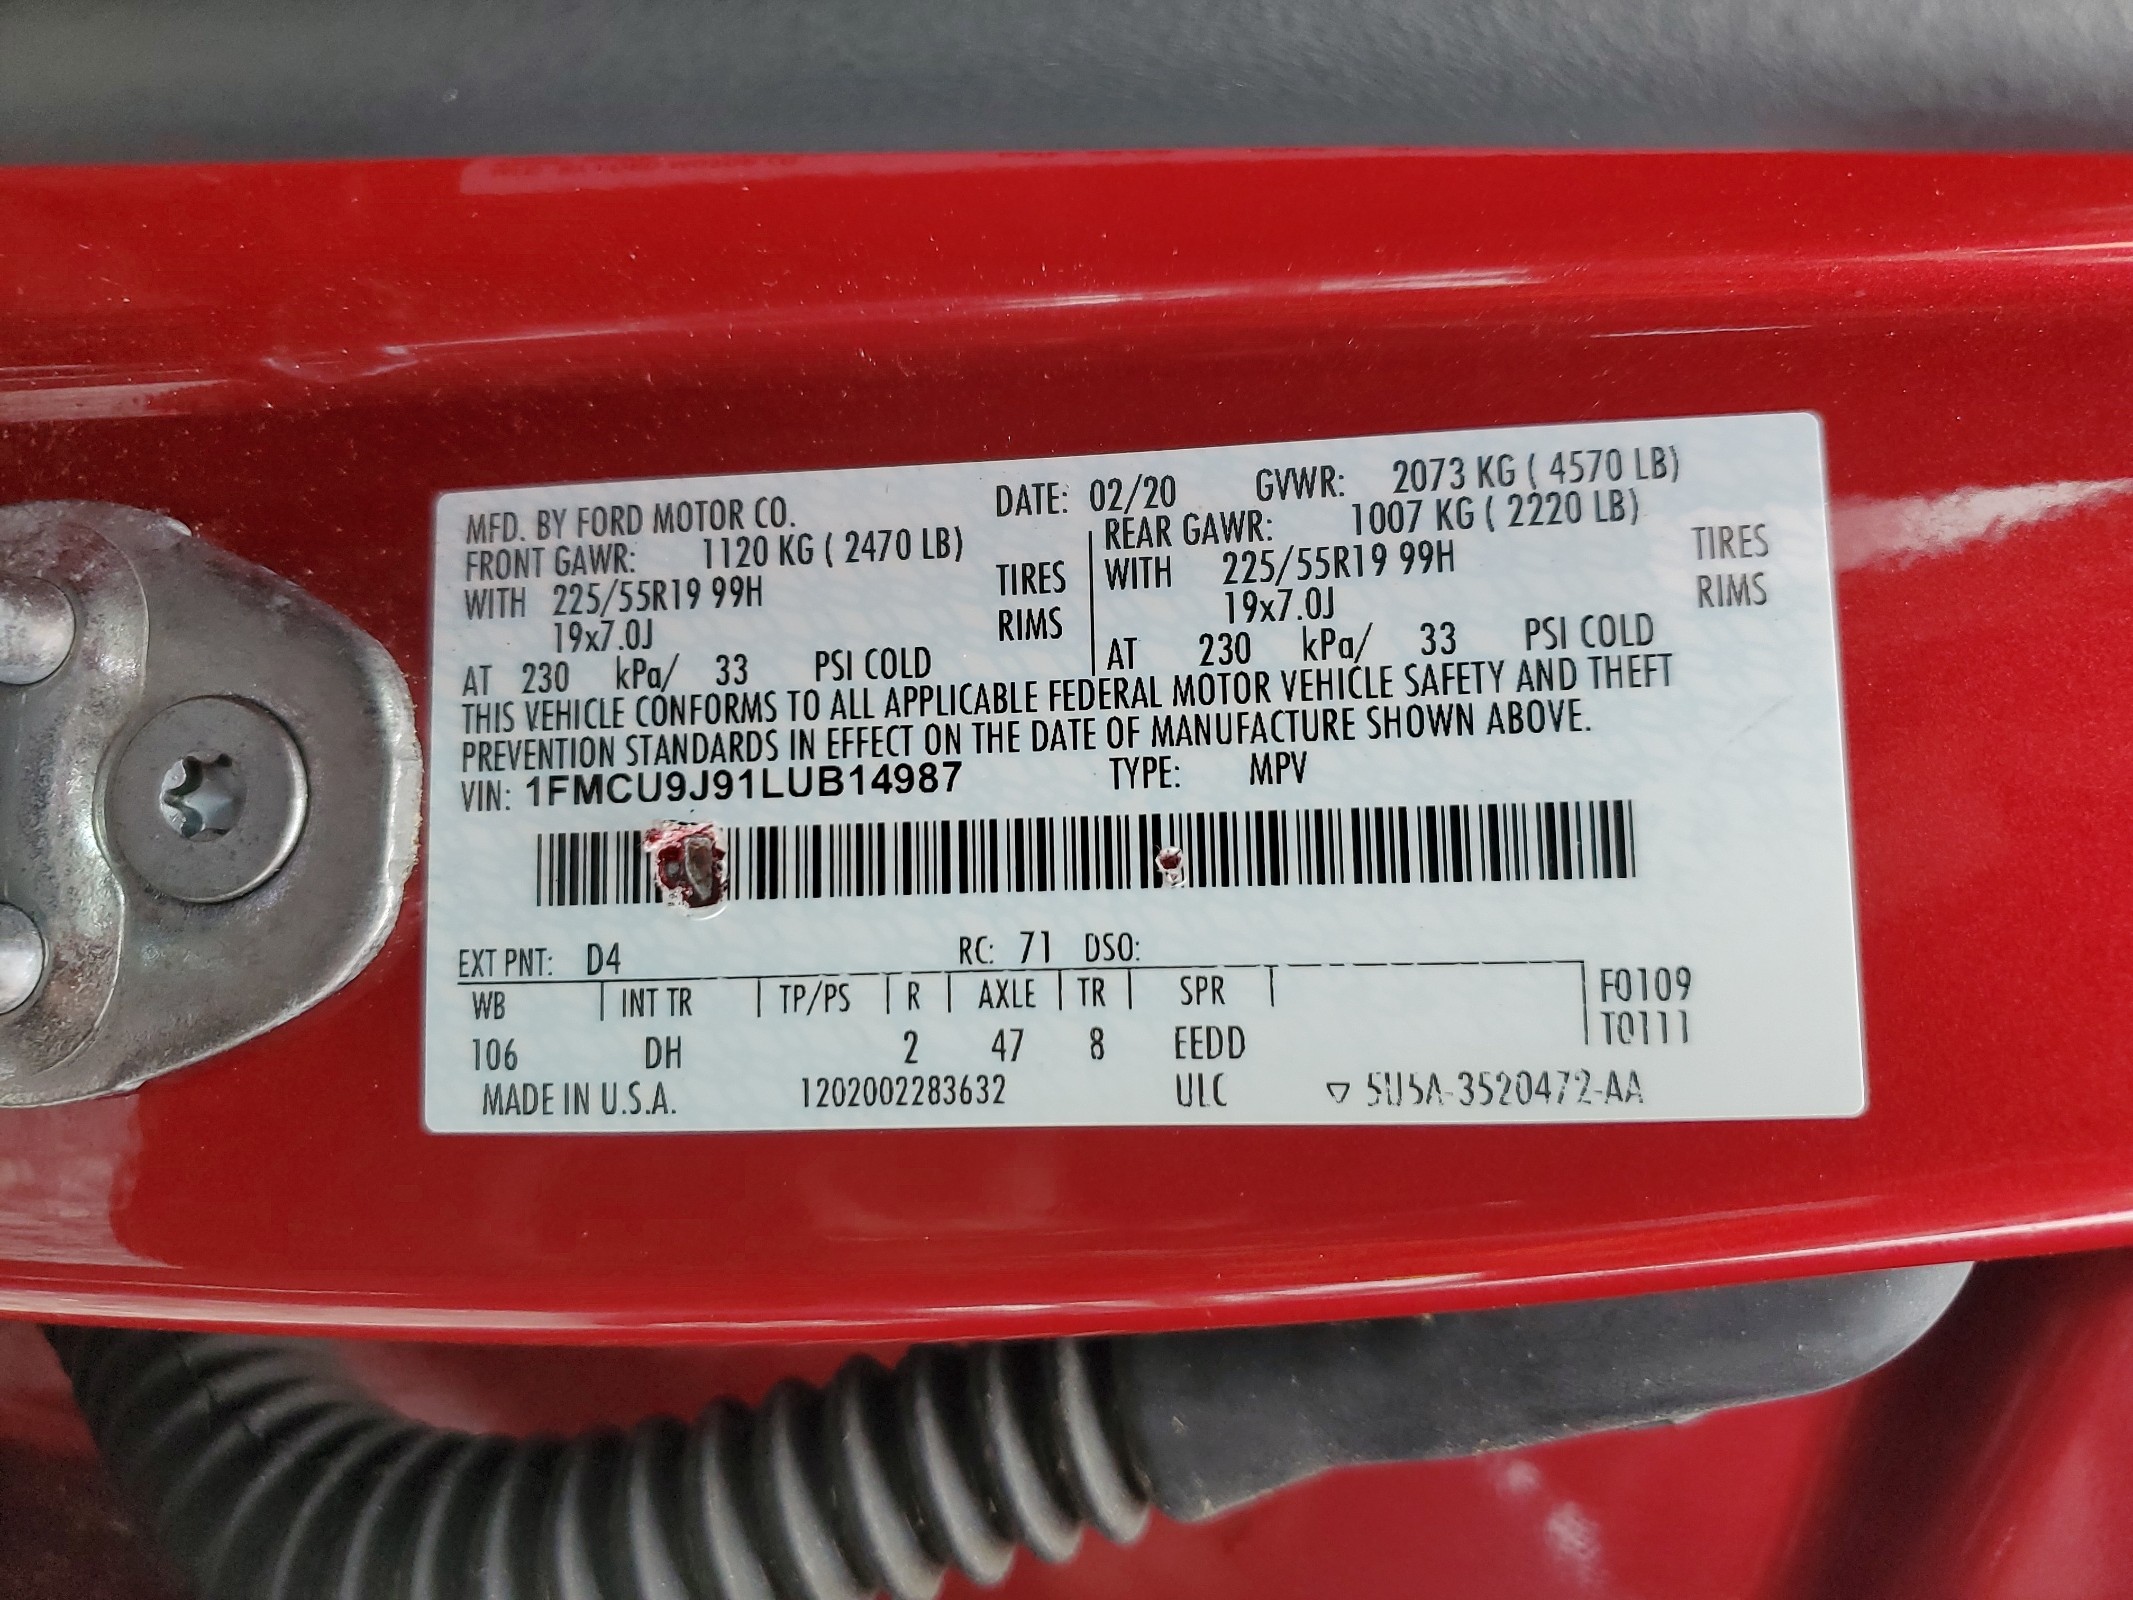 MFD. BY FORD MOTOR CO. DATE: 02/20 GVWR: 2073 KG ( 4570 LB)
FRONT GAWR: 1120 KG ( 2470 LB) REAR GAWR: 1007 KG ( 2220 LB)
WITH 225/55R19 99H TIRES WITH 225/55R19 99H TIRES
19x7.0J RIMS 19x7.0J RIMS
AT 230 kPa/ 33 PSI COLD AT 230 kPa/ 33 PSI COLD
THIS VEHICLE CONFORMS TO ALL APPLICABLE FEDERAL MOTOR VEHICLE SAFETY AND THEFT
PREVENTION STANDARDS IN EFFECT ON THE DATE OF MANUFACTURE SHOWN ABOVE.
VIN: 1FMCU9J91LUB14987 TYPE: MPV
EXT PNT: D4 RC: 71 DSO:
WB INT TR TP/PS R AXLE TR SPR F0109
T0111
106 DH 2 47 8 EEDD
MADE IN U.S.A. 1202002283632 ULC ▽ 5U5A-3520472-AA